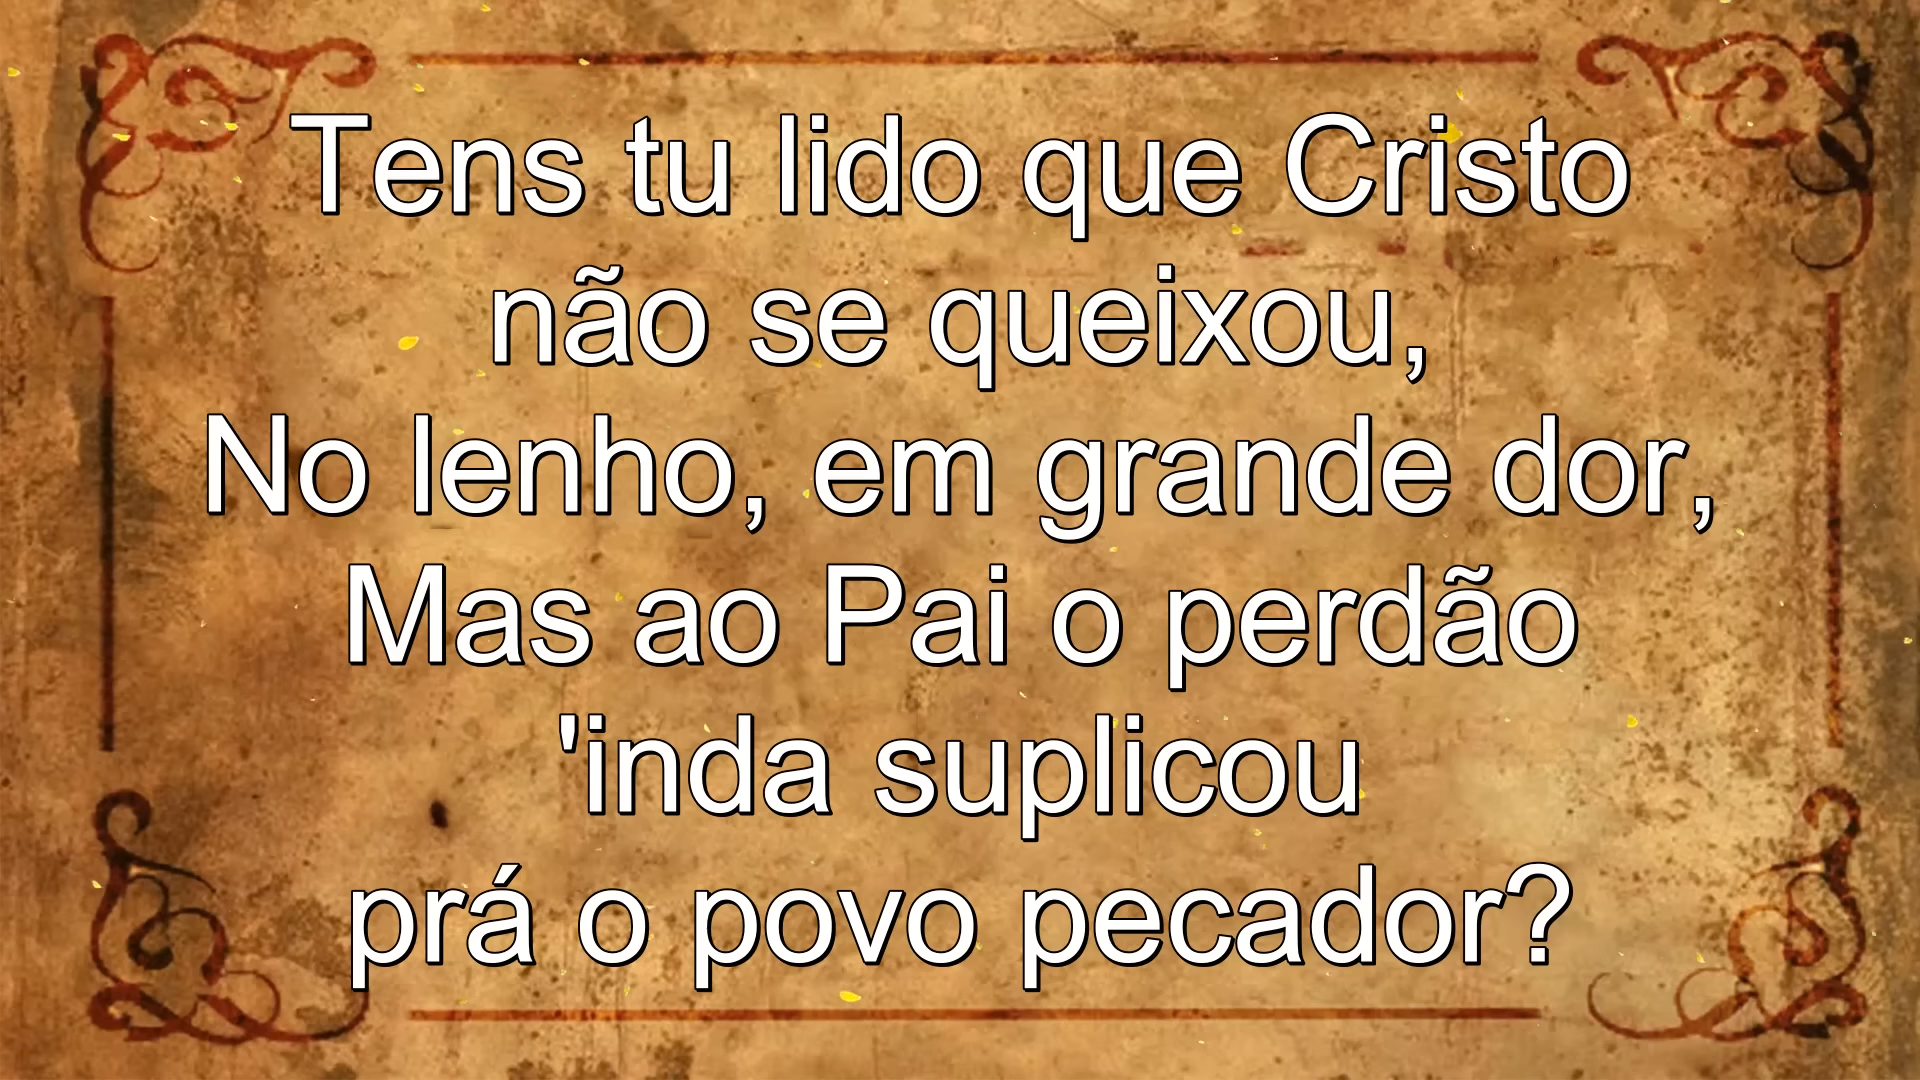 Tens tu lido que Cristo
não se queixou,
No lenho, em grande dor,
Mas ao Pai o perdão
'inda suplicou
prá o povo pecador?